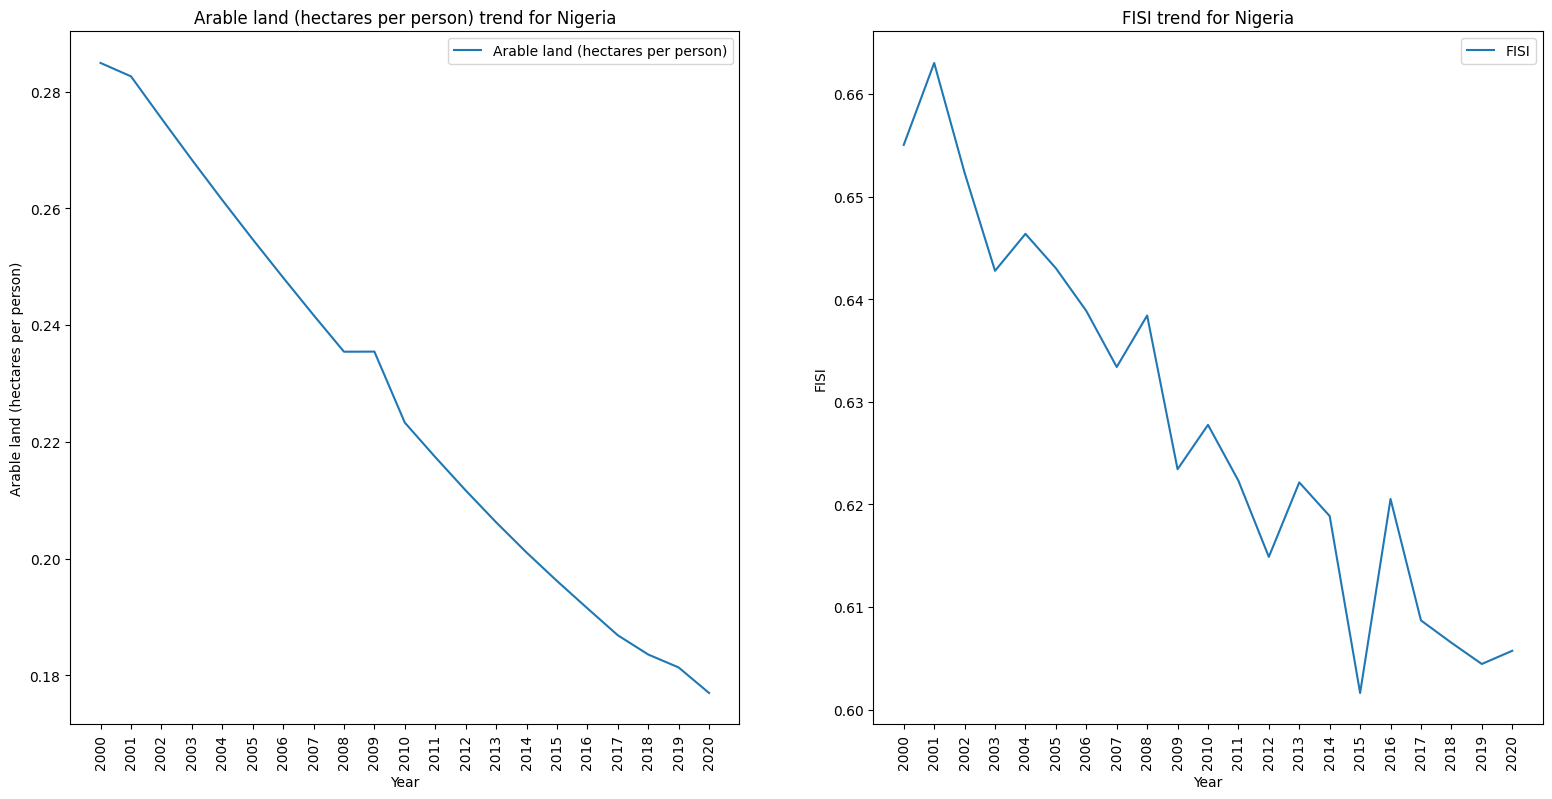 Arable land (hectares per person) trend for Nigeria
Arable land (hectares per person)
Arable land (hectares per person)
0.28
0.26
0.24
0.22
0.20
0.18
2000 2001 2002 2003 2004 2005 2006 2007 2008 2009 2010 2011 2012 2013 2014 2015 2016 2017 2018 2019 2020
Year
FISI trend for Nigeria
FISI
FISI
0.66
0.65
0.64
0.63
0.62
0.61
0.60
2000 2001 2002 2003 2004 2005 2006 2007 2008 2009 2010 2011 2012 2013 2014 2015 2016 2017 2018 2019 2020
Year